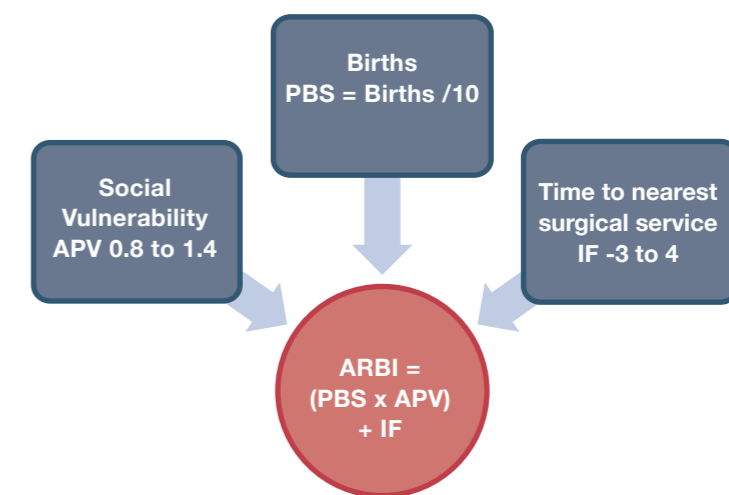 Births
PBS = Births /10
Social
Vulnerability
APV 0.8 to 1.4
Time to nearest
surgical service
IF -3 to 4
ARBI =
(PBS x APV)
+ IF